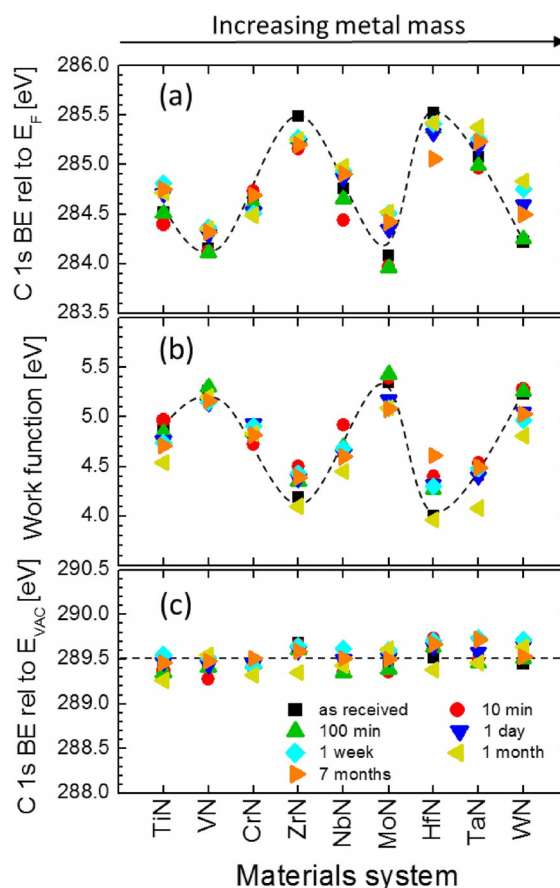 Increasing metal mass
(a)
C 1s BE rel to E_F [eV]
286.0
285.5
285.0
284.5
284.0
283.5
(b)
Work function [eV]
5.5
5.0
4.5
4.0
(c)
C 1s BE rel to E_VAC [eV]
290.5
290.0
289.5
289.0
288.5
288.0
as received
10 min
100 min
1 day
1 week
1 month
7 months
TiN
VN
CrN
ZrN
NbN
MoN
HfN
TaN
WN
Materials system